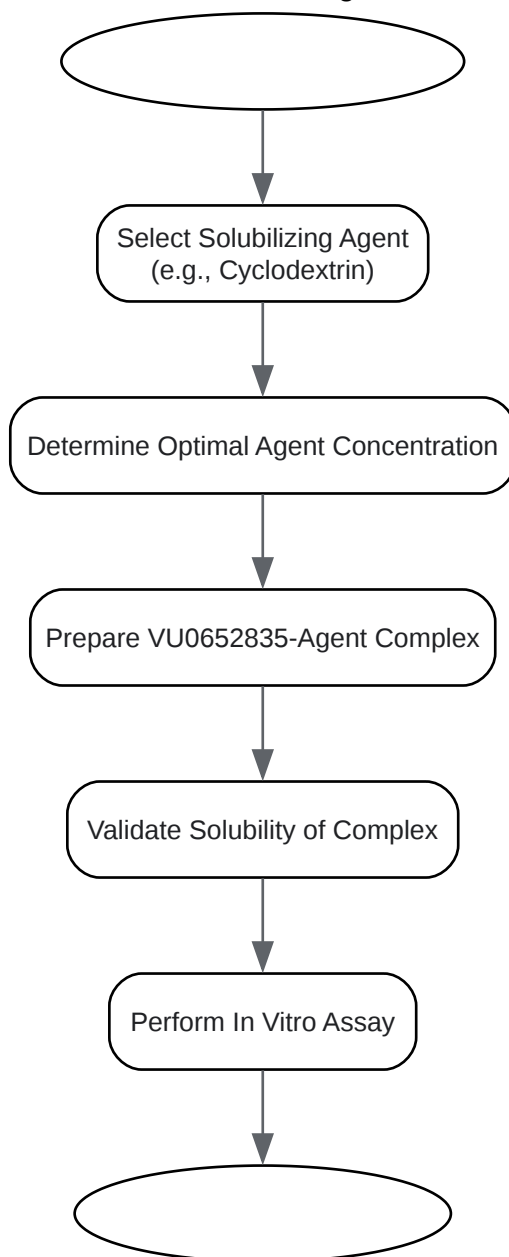 Select Solubilizing Agent
(e.g., Cyclodextrin)
Determine Optimal Agent Concentration
Prepare VU0652835-Agent Complex
Validate Solubility of Complex
Perform In Vitro Assay